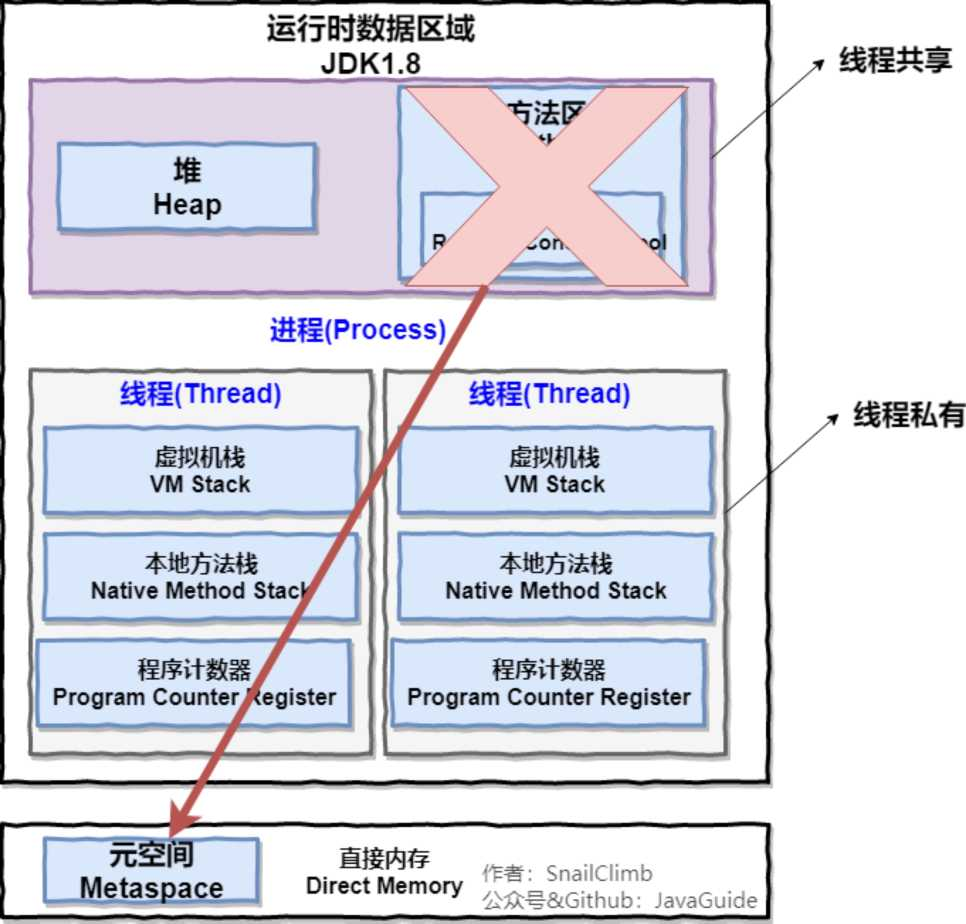 运行时数据区域
JDK1.8
线程共享
堆
Heap
方法区
进程(Process)
线程(Thread)
虚拟机栈
VM Stack
本地方法栈
Native Method Stack
程序计数器
Program Counter Register
线程(Thread)
虚拟机栈
VM Stack
本地方法栈
Native Method Stack
程序计数器
Program Counter Register
线程私有
元空间
Metaspace
直接内存
Direct Memory
作者：SnailClimb
公众号&Github：JavaGuide